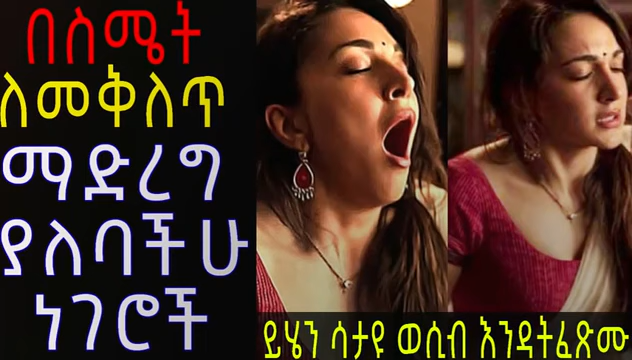 በስሜት
ለመቅለጥ
ማድረግ
ያለባችሁ
ነገሮች
ይሄን ሳታዩ ወሲብ እንዳትፈጽሙ